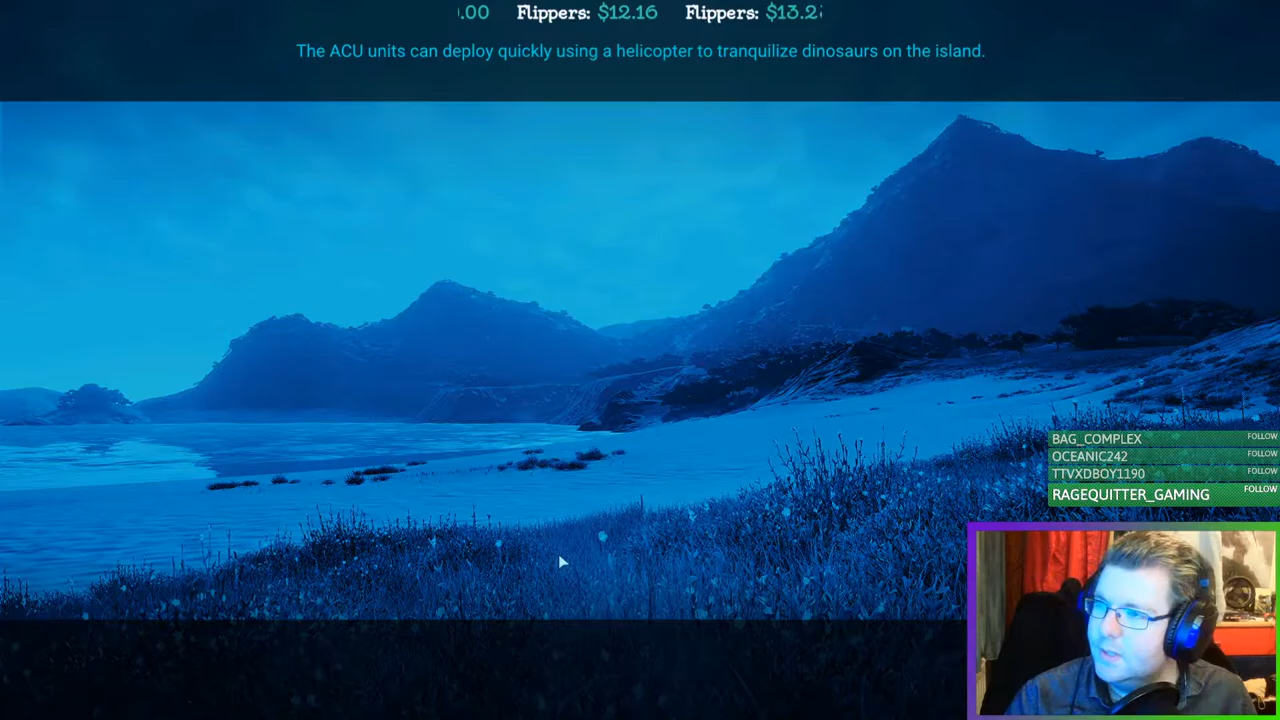 .00 Flippers: $12.16 Flippers: $13.2
The ACU units can deploy quickly using a helicopter to tranquilize dinosaurs on the island.
BAG_COMPLEX FOLLOW
OCEANIC242 FOLLOW
TTVXDBOY1190 FOLLOW
RAGEQUITTER_GAMING FOLLOW